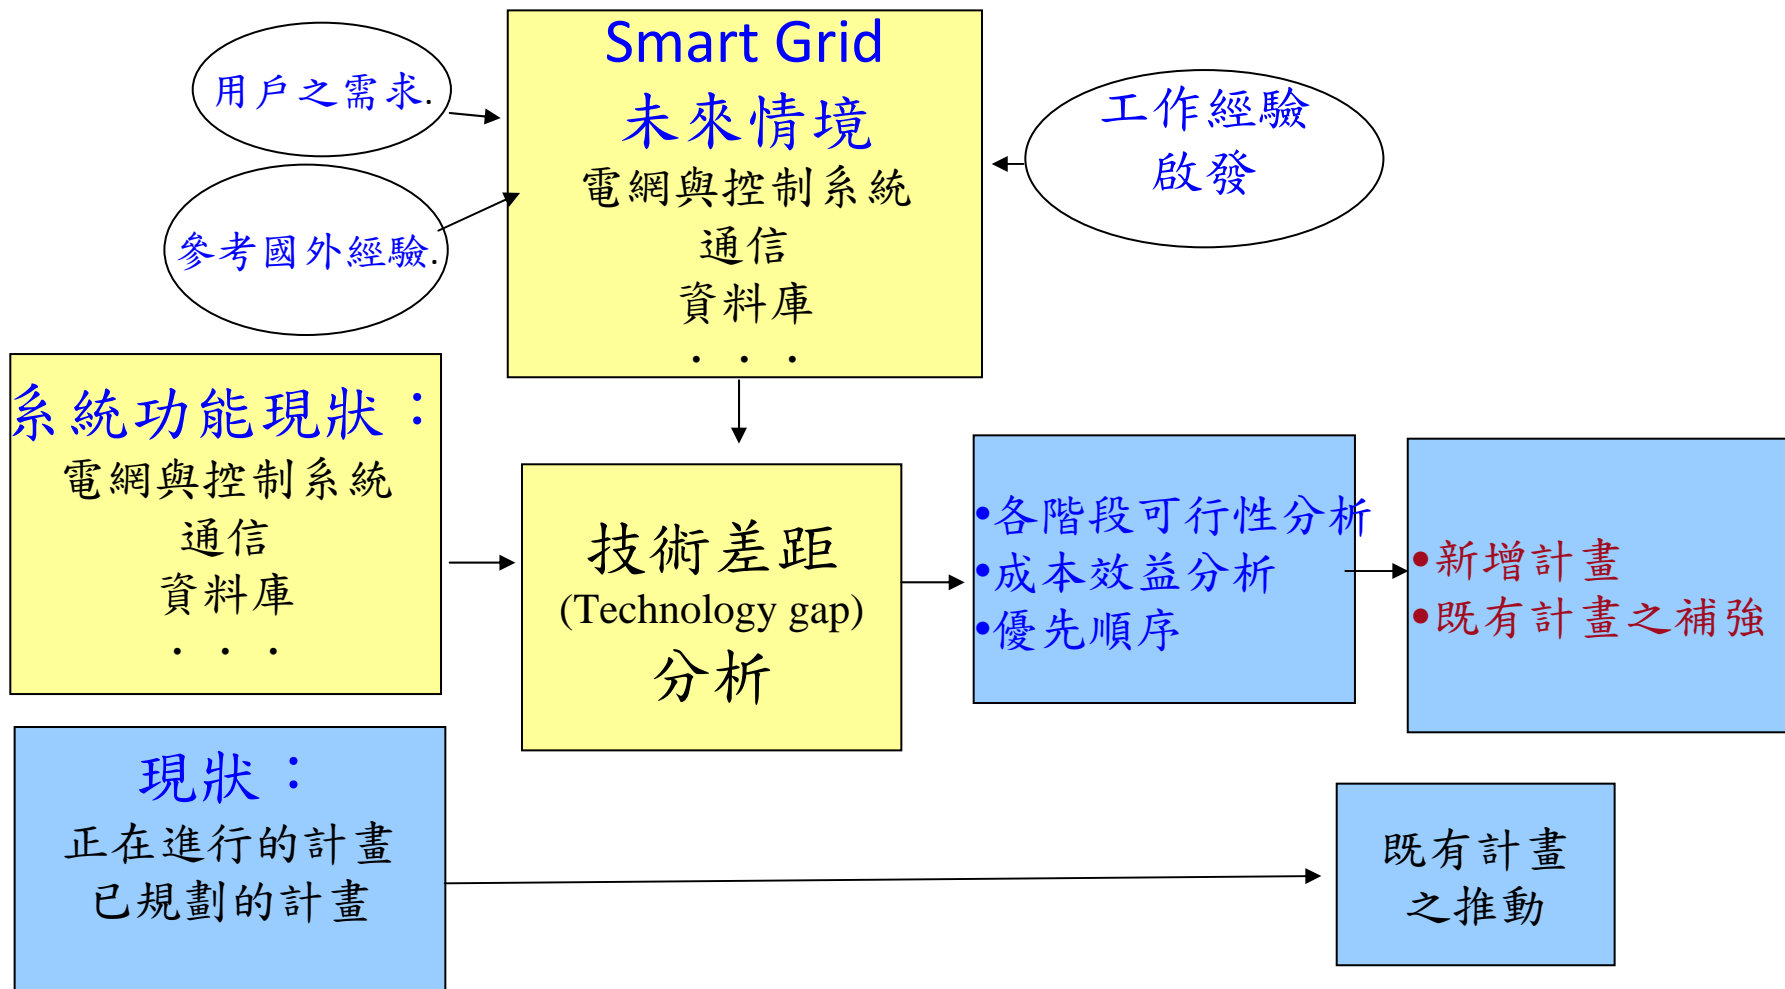 用戶之需求.
參考國外經驗.
Smart Grid
未來情境
電網與控制系統
通信
資料庫
. . .
工作經驗
啟發
系統功能現狀：
電網與控制系統
通信
資料庫
. . .
技術差距
(Technology gap)
分析
•各階段可行性分析
•成本效益分析
•優先順序
•新增計畫
•既有計畫之補強
現狀：
正在進行的計畫
已規劃的計畫
既有計畫
之推動